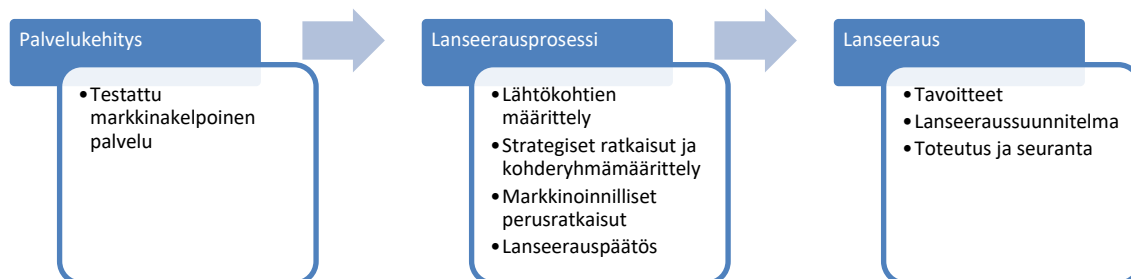 Palvelukehitys
•Testattu
markkinakelpoinen
palvelu
Lanseerausprosessi
•Lähtökohtien
määrittely
•Strategiset ratkaisut ja
kohderyhmämäärittely
•Markkinoinnilliset
perusratkaisut
•Lanseerauspäätös
Lanseeraus
•Tavoitteet
•Lanseeraussuunnitelma
•Toteutus ja seuranta